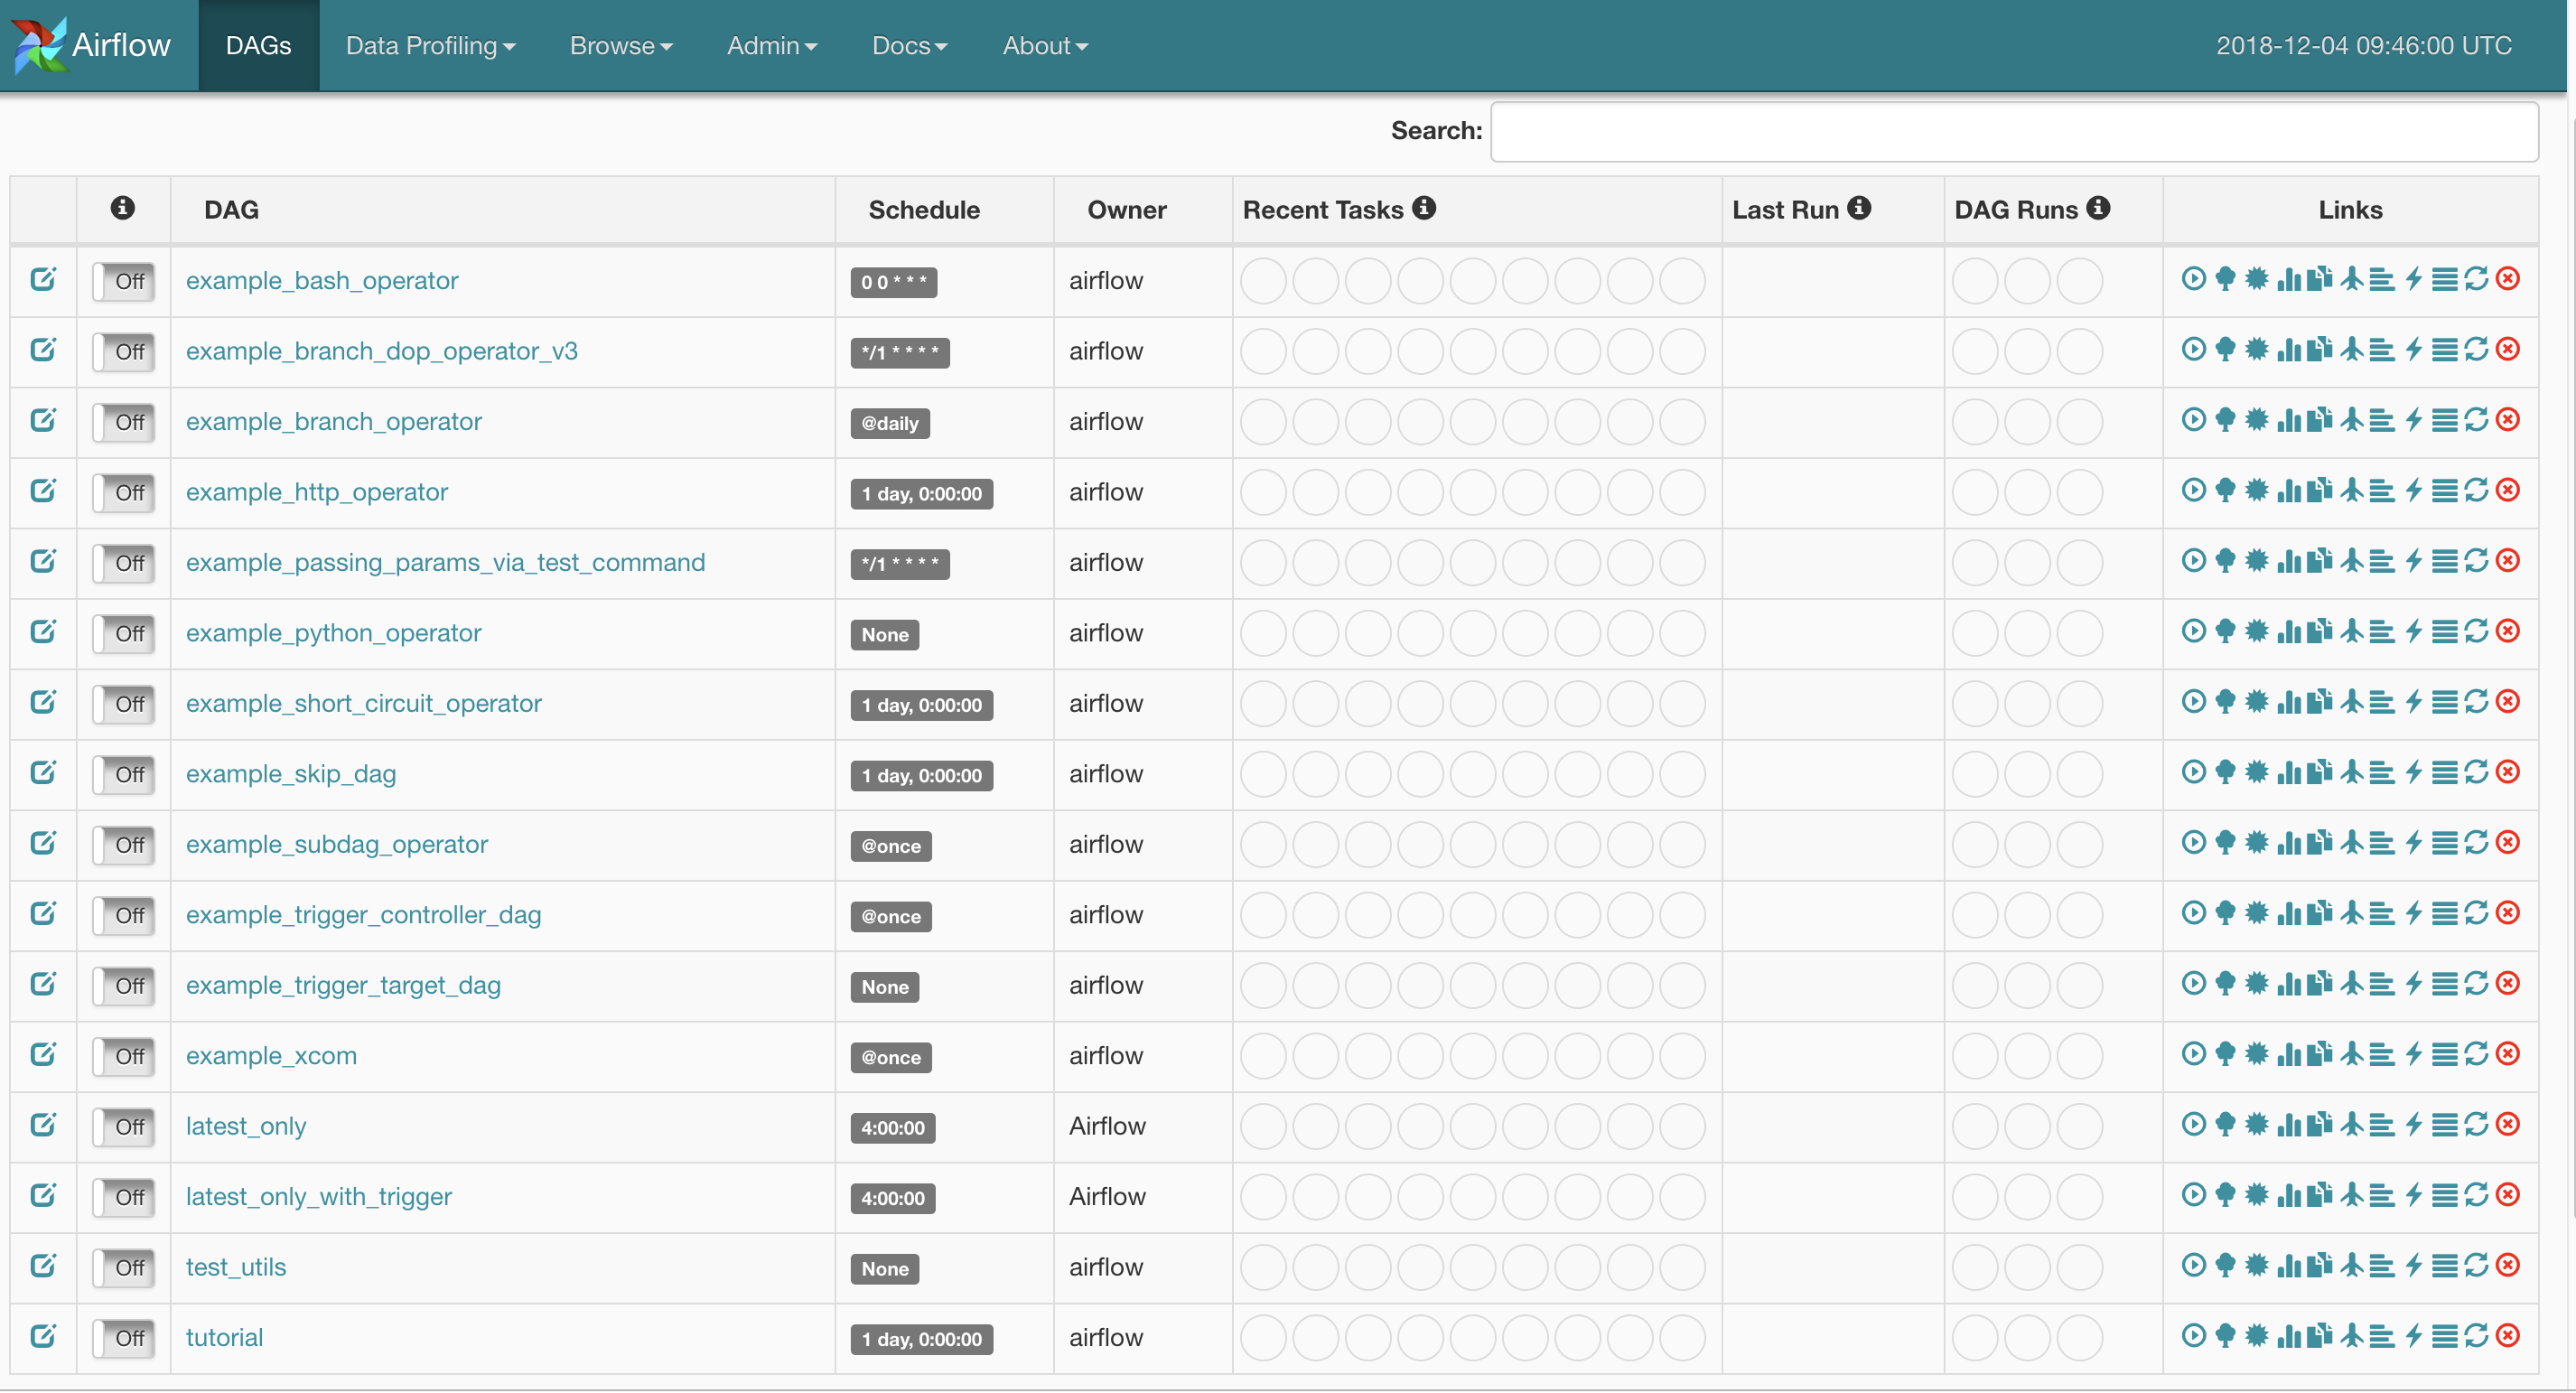 Airflow DAGs Data Profiling Browse Admin Docs About 2018-12-04 09:46:00 UTC
Search:
DAG Schedule Owner Recent Tasks Last Run DAG Runs Links
Off example_bash_operator 0 0 * * * airflow
Off example_branch_dop_operator_v3 */1 * * * * airflow
Off example_branch_operator @daily airflow
Off example_http_operator 1 day, 0:00:00 airflow
Off example_passing_params_via_test_command */1 * * * * airflow
Off example_python_operator None airflow
Off example_short_circuit_operator 1 day, 0:00:00 airflow
Off example_skip_dag 1 day, 0:00:00 airflow
Off example_subdag_operator @once airflow
Off example_trigger_controller_dag @once airflow
Off example_trigger_target_dag None airflow
Off example_xcom @once airflow
Off latest_only 4:00:00 Airflow
Off latest_only_with_trigger 4:00:00 Airflow
Off test_utils None airflow
Off tutorial 1 day, 0:00:00 airflow